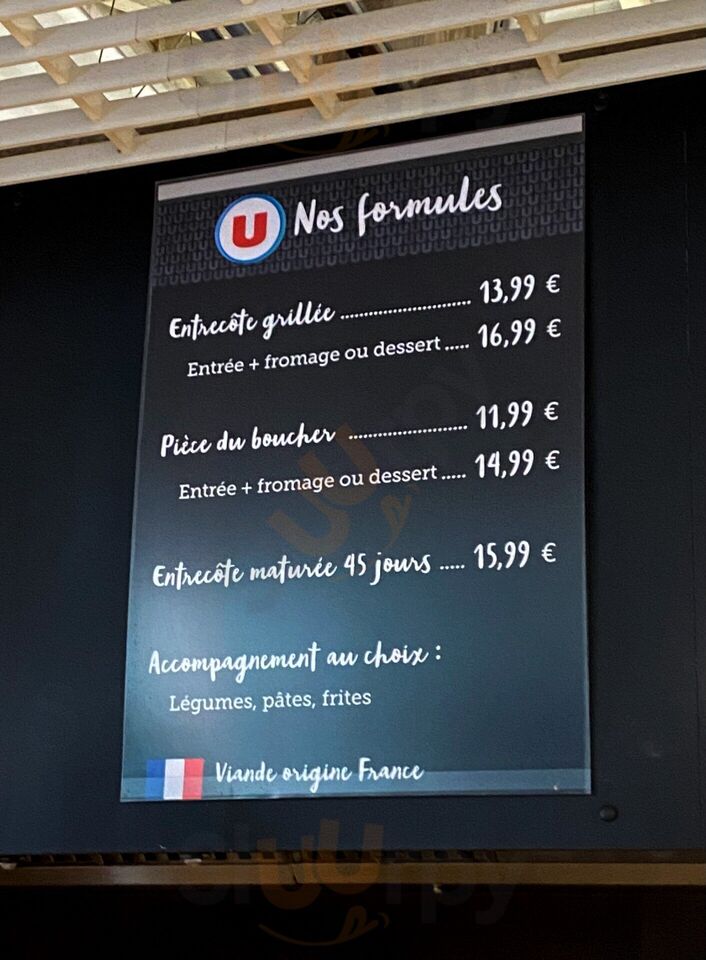 U Nos formules
Entrecôte grillée ............................ 13,99 €
Entrée + fromage ou dessert ..... 16,99 €
Pièce du boucher ......................... 11,99 €
Entrée + fromage ou dessert ..... 14,99 €
Entrecôte maturée 45 jours ..... 15,99 €
Accompagnement au choix :
Légumes, pâtes, frites
Viande origine France
sluurpy